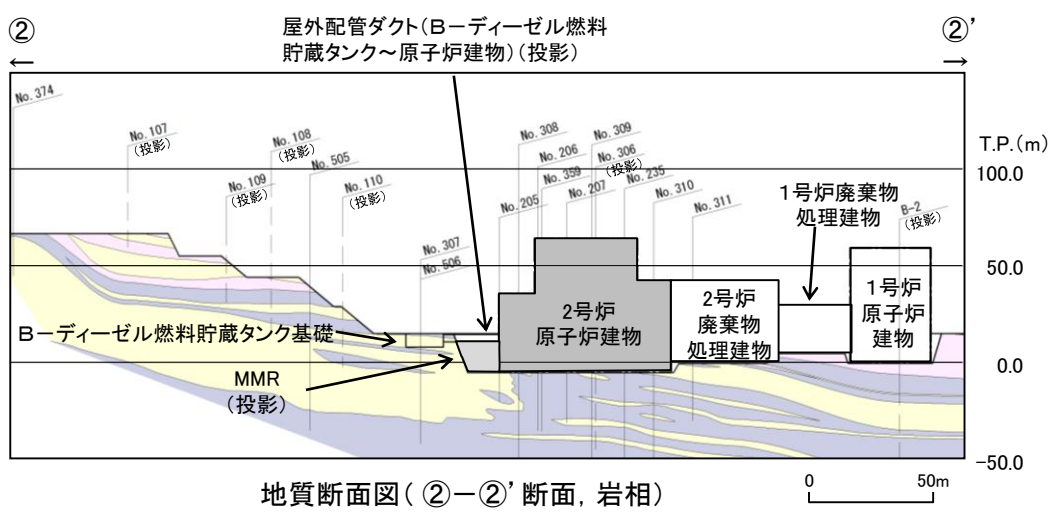 ②
屋外配管ダクト(B-ディーゼル燃料
貯蔵タンク~原子炉建物)(投影)
②’
←
→
No. 374
No. 107
(投影)
No. 108
(投影)
No. 505
No. 109
(投影)
No. 110
(投影)
No. 307
No. 506
No. 308
No. 206
No. 359
No. 205
No. 207
No. 309
No. 306
(投影)
No. 235
No. 310
No. 311
B-2
(投影)
T.P.(m)
100.0
50.0
0.0
-50.0
1号炉廃棄物
処理建物
2号炉
原子炉建物
2号炉
廃棄物
処理建物
1号炉
原子炉
建物
B-ディーゼル燃料貯蔵タンク基礎
MMR
(投影)
地質断面図(②-②’断面,岩相)
0 50m